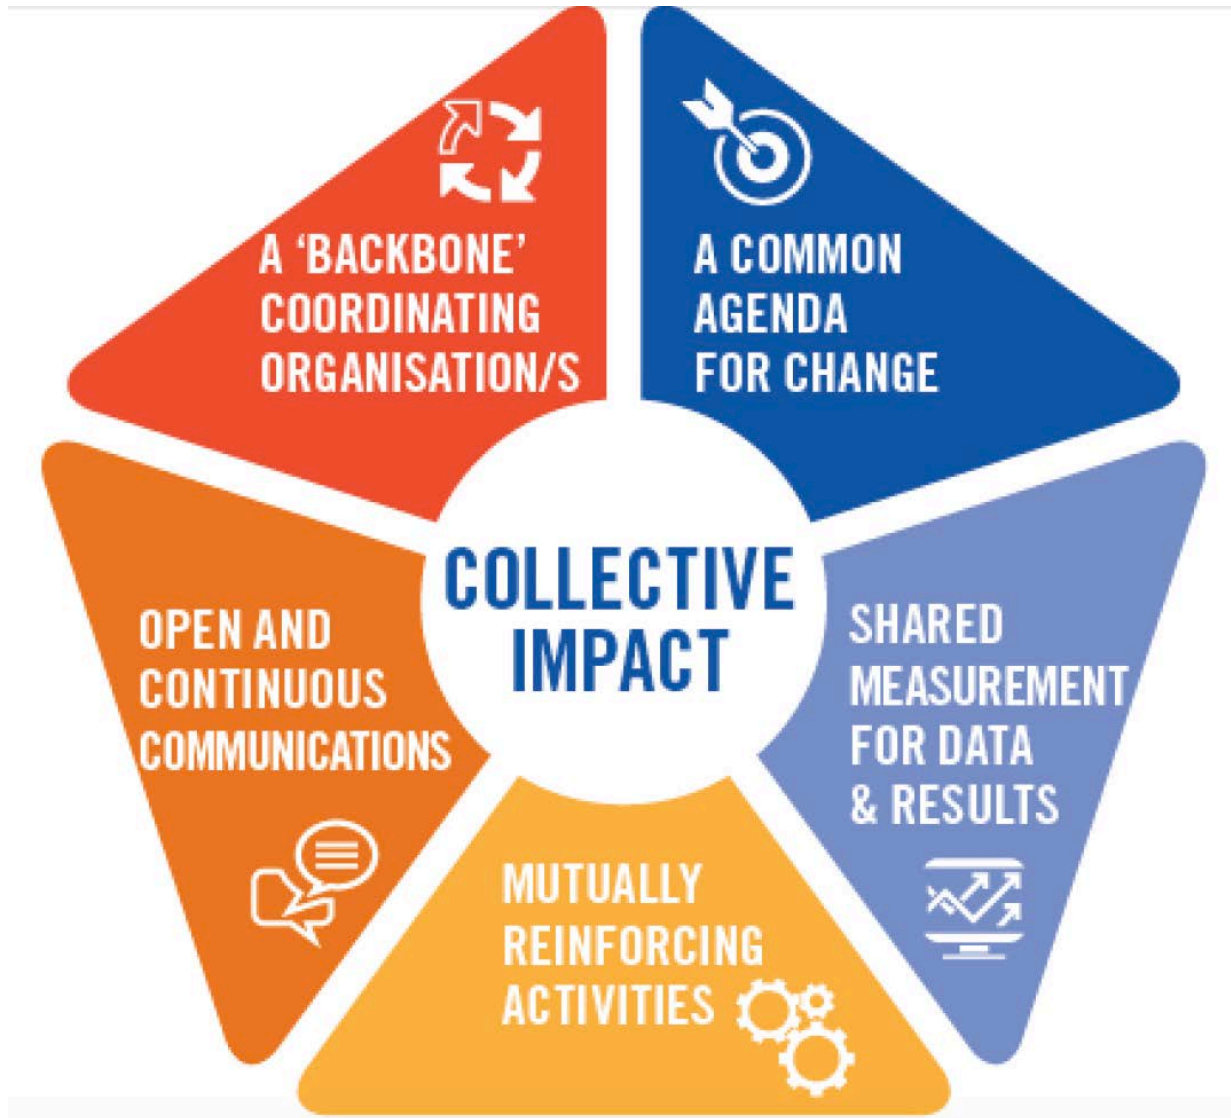 A ‘BACKBONE’
COORDINATING
ORGANISATION/S
A COMMON
AGENDA
FOR CHANGE
COLLECTIVE
IMPACT
OPEN AND
CONTINUOUS
COMMUNICATIONS
SHARED
MEASUREMENT
FOR DATA
& RESULTS
MUTUALLY
REINFORCING
ACTIVITIES